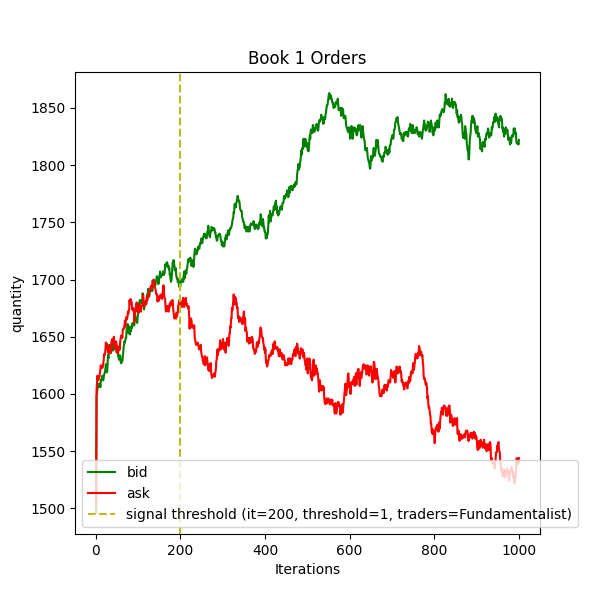 Book 1 Orders
quantity
1850
1800
1750
1700
1650
1600
1550
1500
bid
ask
signal threshold (it=200, threshold=1, traders=Fundamentalist)
0 200 400 600 800 1000
Iterations